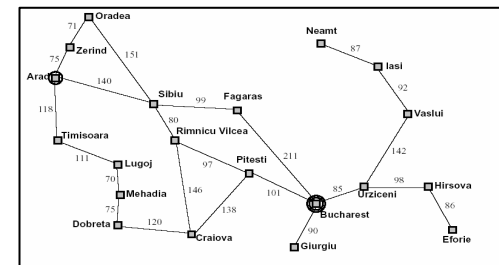 Oradea
Neamt
71
87
Zerind
Iasi
75
151
Arad
140
92
Sibiu
99
Fagaras
118
Vaslui
80
Timisoara
Rimnicu Vilcea
142
111
Lugoj
97
Pitesti
211
70
98
Hirsova
Mehadia
146
101
85
Urziceni
75
138
86
Bucharest
Dobreta
120
90
Craiova
Eforie
Giurgiu